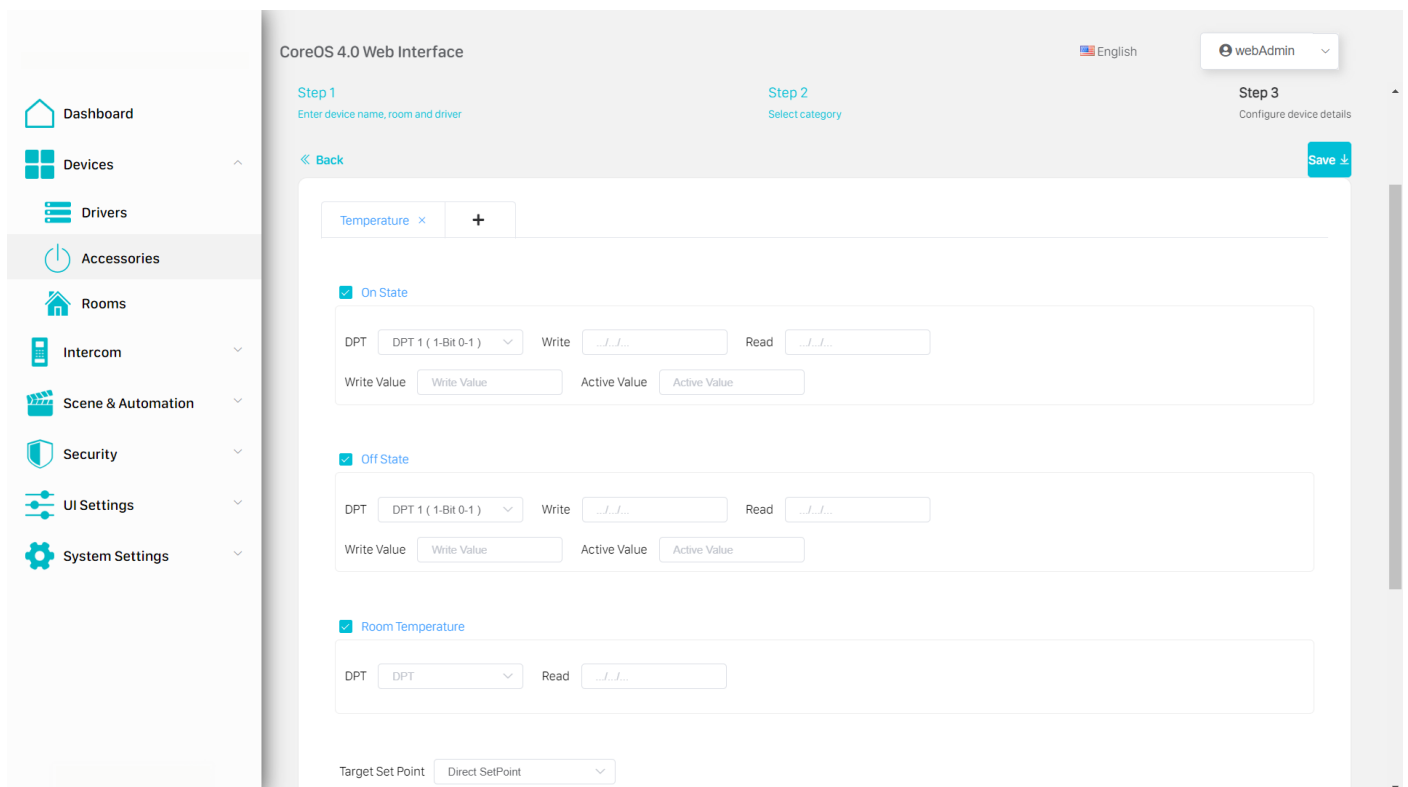 CoreOS 4.0 Web Interface
English
webAdmin
Dashboard
Devices
Drivers
Accessories
Rooms
Intercom
Scene & Automation
Security
UI Settings
System Settings
Step 1
Enter device name, room and driver
Step 2
Select category
Step 3
Configure device details
« Back
Save
Temperature ×
+
On State
DPT DPT 1 ( 1-Bit 0-1 ) Write .../.../... Read .../.../...
Write Value Write Value Active Value Active Value
Off State
DPT DPT 1 ( 1-Bit 0-1 ) Write .../.../... Read .../.../...
Write Value Write Value Active Value Active Value
Room Temperature
DPT DPT Read .../.../...
Target Set Point Direct SetPoint